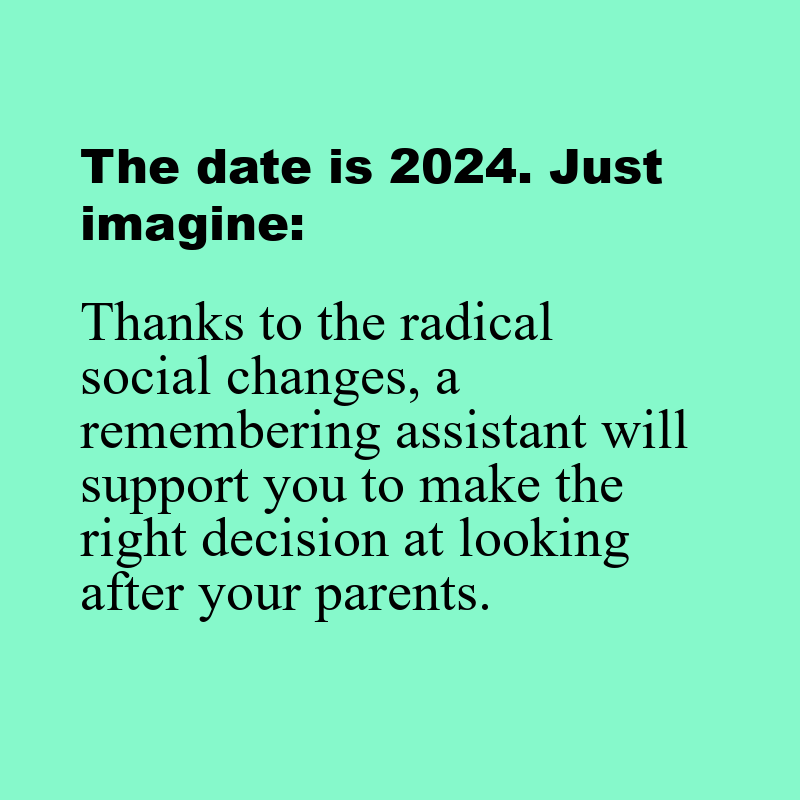 The date is 2024. Just
imagine:
Thanks to the radical
social changes, a
remembering assistant will
support you to make the
right decision at looking
after your parents.